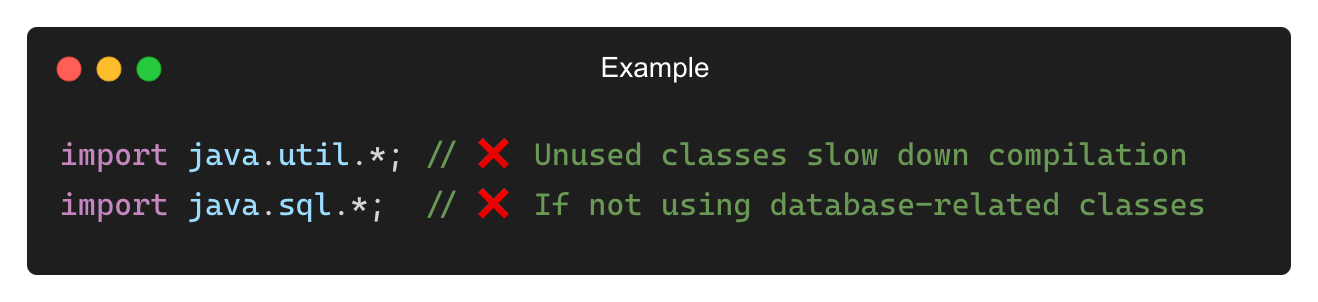 Example
import java.util.*; // ❌ Unused classes slow down compilation
import java.sql.*;  // ❌ If not using database-related classes